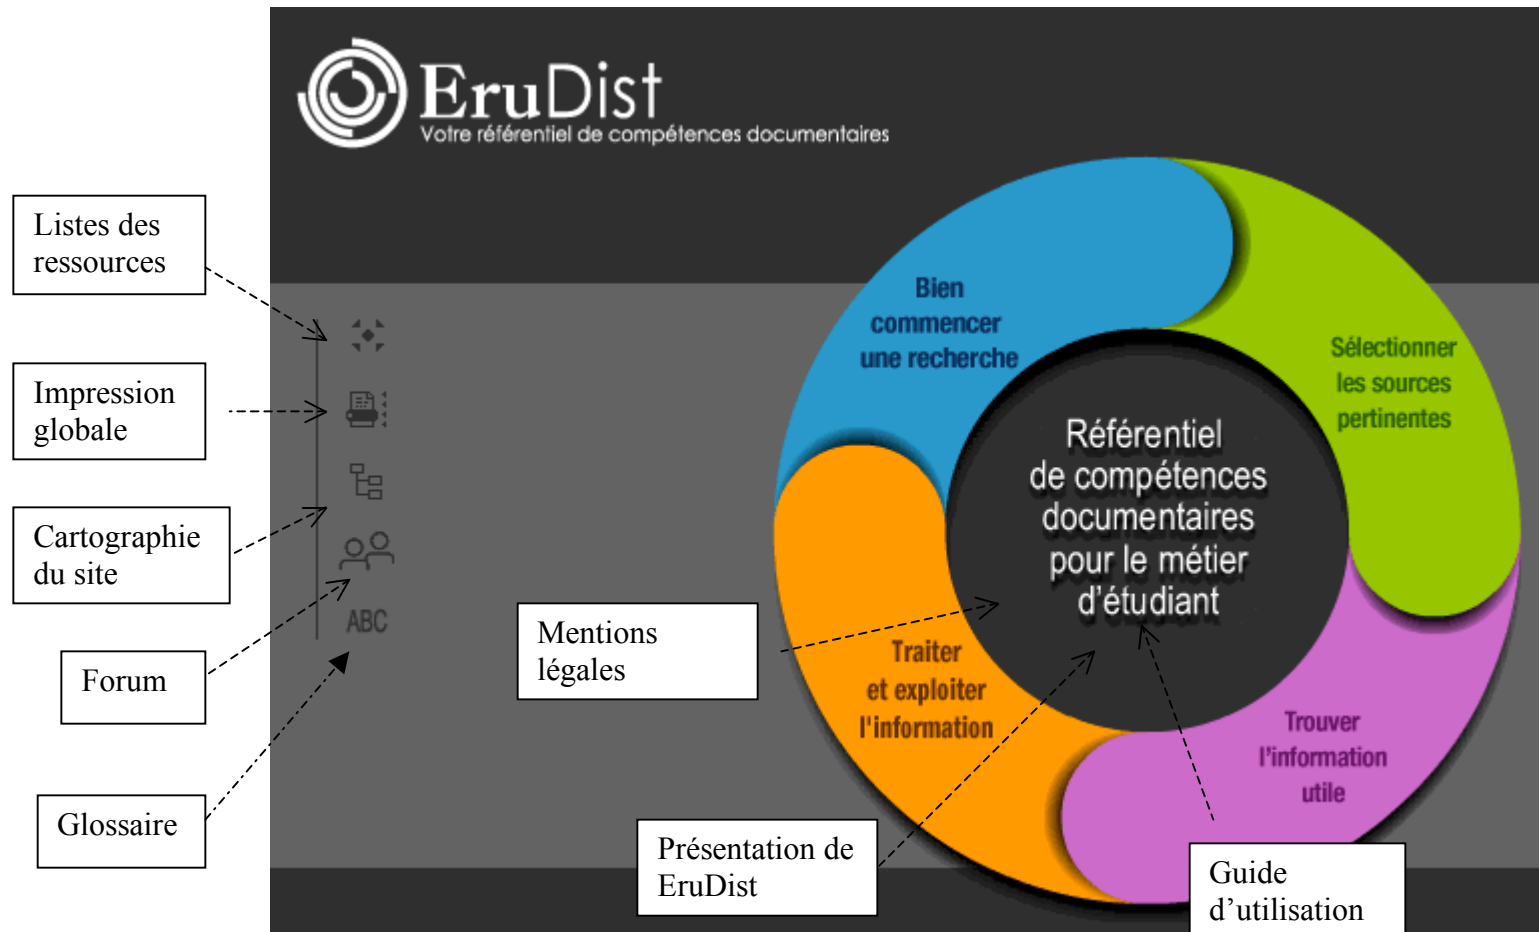 EruDist
Votre référentiel de compétences documentaires
Listes des
ressources
Impression
globale
Cartographie
du site
Forum
Glossaire
ABC
Bien
commencer
une recherche
Sélectionner
les sources
pertinentes
Référentiel
de compétences
documentaires
pour le métier
d'étudiant
Mentions
légales
Traiter
et exploiter
l'information
Trouver
l'information
utile
Présentation de
EruDist
Guide
d’utilisation